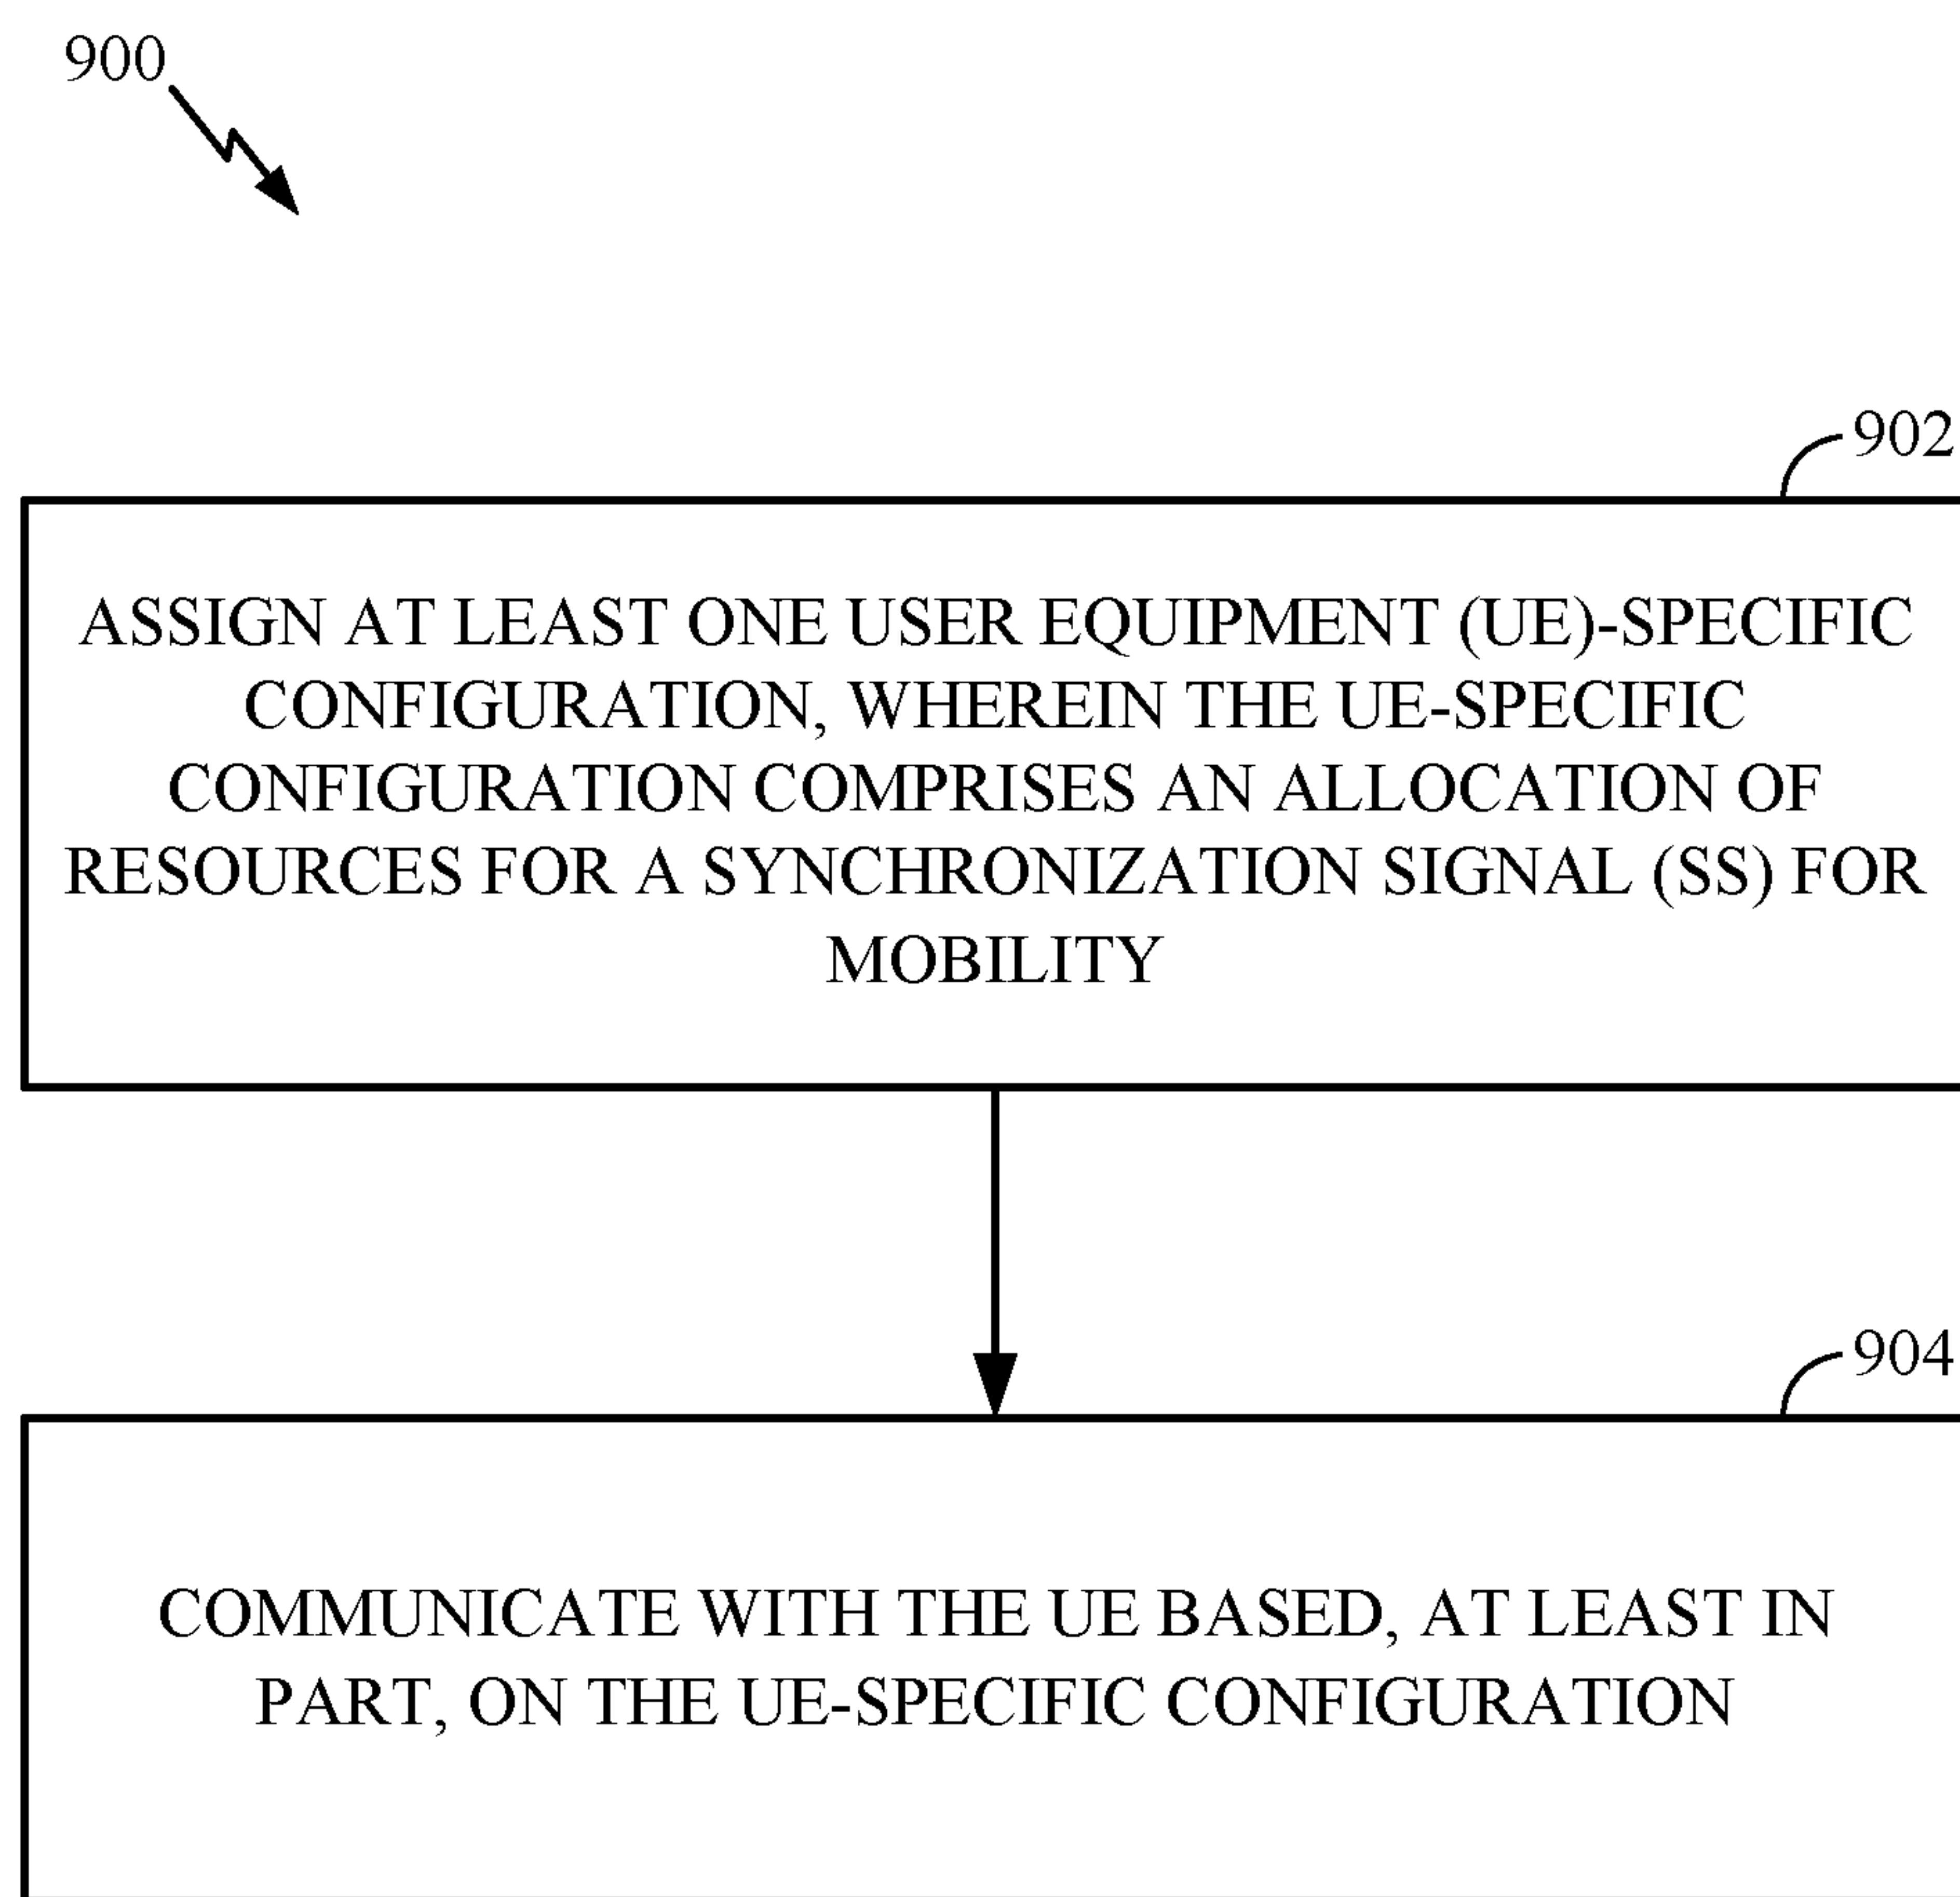 900
902
ASSIGN AT LEAST ONE USER EQUIPMENT (UE)-SPECIFIC
CONFIGURATION, WHEREIN THE UE-SPECIFIC
CONFIGURATION COMPRISES AN ALLOCATION OF
RESOURCES FOR A SYNCHRONIZATION SIGNAL (SS) FOR
MOBILITY
904
COMMUNICATE WITH THE UE BASED, AT LEAST IN
PART, ON THE UE-SPECIFIC CONFIGURATION